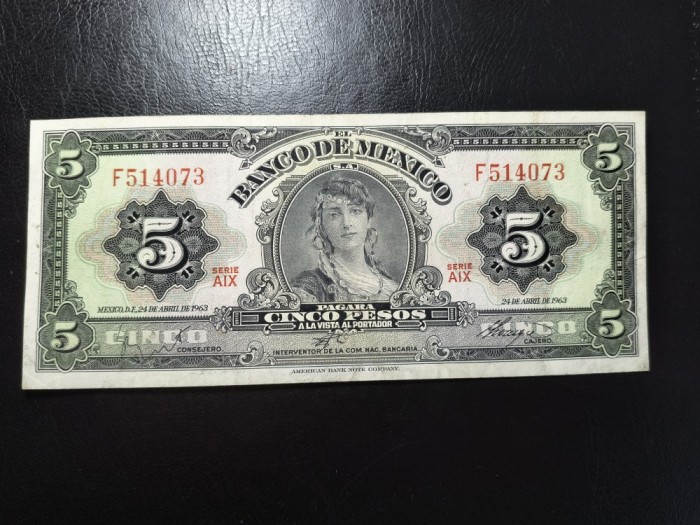 EL
BANCO DE MEXICO
S.A.
5
5
F514073
F514073
5
5
SERIE
AIX
SERIE
AIX
MEXICO, D.F., 24 DE ABRIL DE 1963
24 DE ABRIL DE 1963
PAGARA
CINCO PESOS
A LA VISTA AL PORTADOR
5
CINCO
CINCO
5
CONSEJERO.
INTERVENTOR DE LA COM. NAC. BANCARIA.
CAJERO.
AMERICAN BANK NOTE COMPANY.